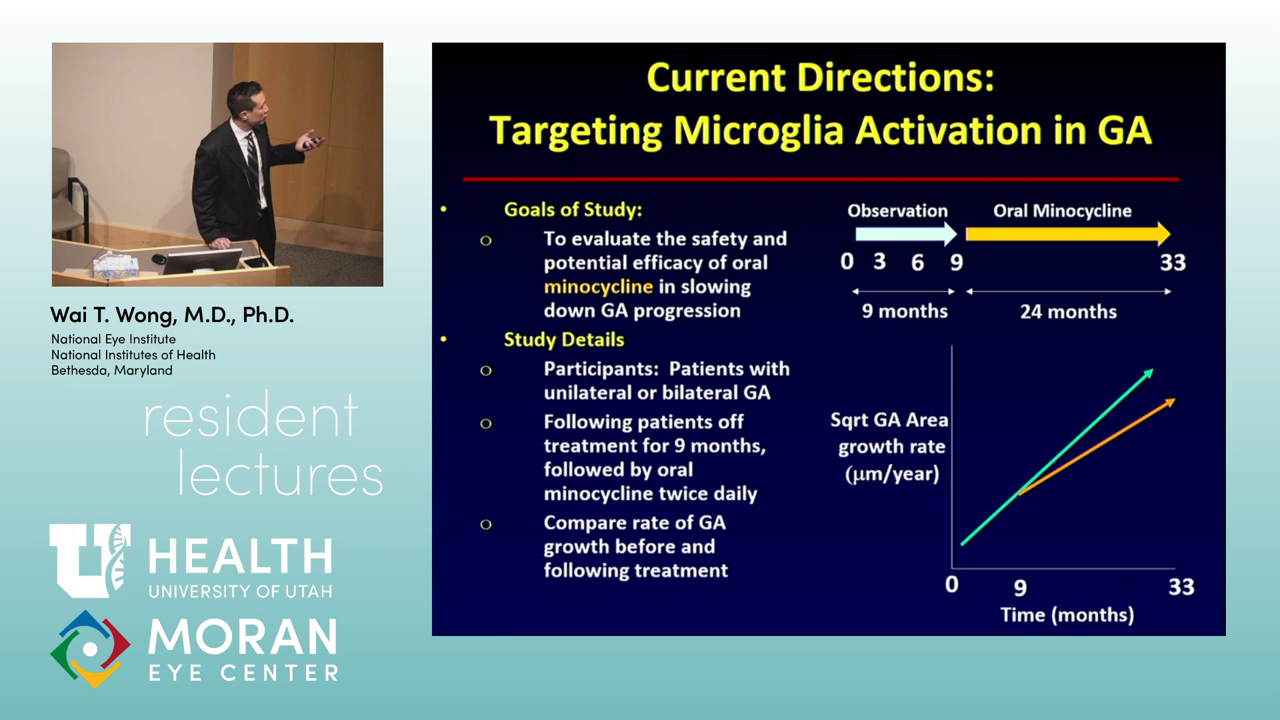 Current Directions:
Targeting Microglia Activation in GA
• Goals of Study:
o To evaluate the safety and
potential efficacy of oral
minocycline in slowing
down GA progression
• Study Details
o Participants: Patients with
unilateral or bilateral GA
o Following patients off
treatment for 9 months,
followed by oral
minocycline twice daily
o Compare rate of GA
growth before and
following treatment
Observation Oral Minocycline
0 3 6 9 33
9 months 24 months
Sqrt GA Area
growth rate
(µm/year)
0 9 33
Time (months)
Wai T. Wong, M.D., Ph.D.
National Eye Institute
National Institutes of Health
Bethesda, Maryland
resident
lectures
U HEALTH
UNIVERSITY OF UTAH
MORAN
EYE CENTER